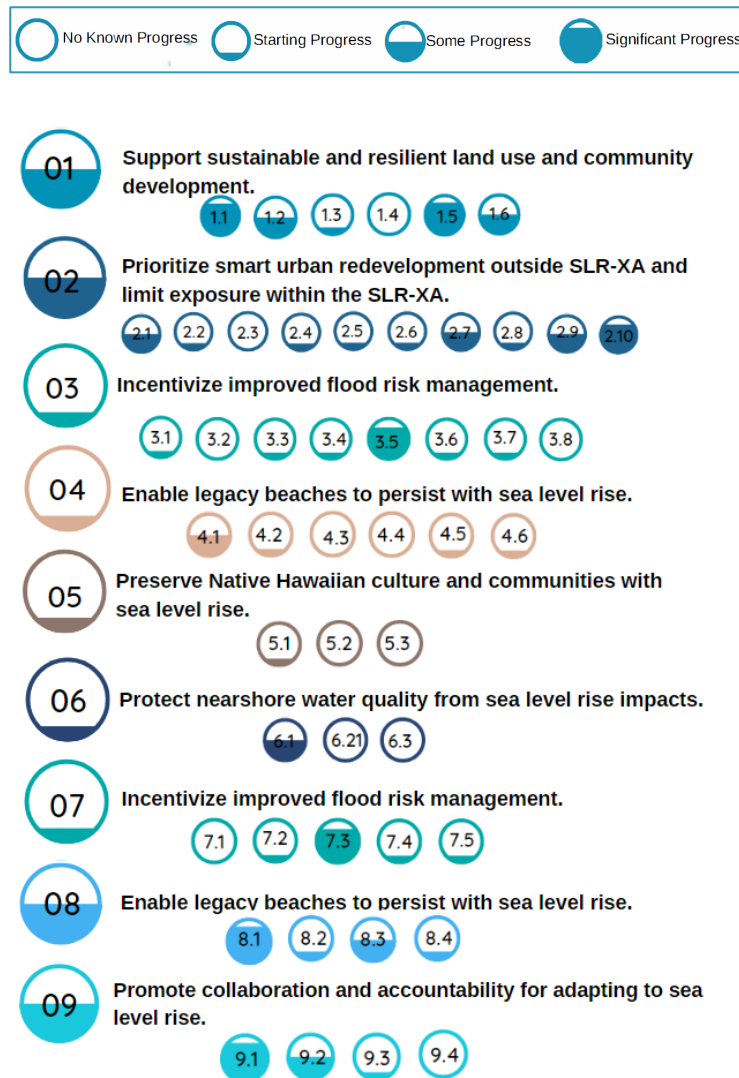 No Known Progress
Starting Progress
Some Progress
Significant Progress
01
Support sustainable and resilient land use and community
development.
1.1 1.2 1.3 1.4 1.5 1.6
02
Prioritize smart urban redevelopment outside SLR-XA and
limit exposure within the SLR-XA.
2.1 2.2 2.3 2.4 2.5 2.6 2.7 2.8 2.9 2.10
03
Incentivize improved flood risk management.
3.1 3.2 3.3 3.4 3.5 3.6 3.7 3.8
04
Enable legacy beaches to persist with sea level rise.
4.1 4.2 4.3 4.4 4.5 4.6
05
Preserve Native Hawaiian culture and communities with
sea level rise.
5.1 5.2 5.3
06
Protect nearshore water quality from sea level rise impacts.
6.1 6.21 6.3
07
Incentivize improved flood risk management.
7.1 7.2 7.3 7.4 7.5
08
Enable legacy beaches to persist with sea level rise.
8.1 8.2 8.3 8.4
09
Promote collaboration and accountability for adapting to sea
level rise.
9.1 9.2 9.3 9.4